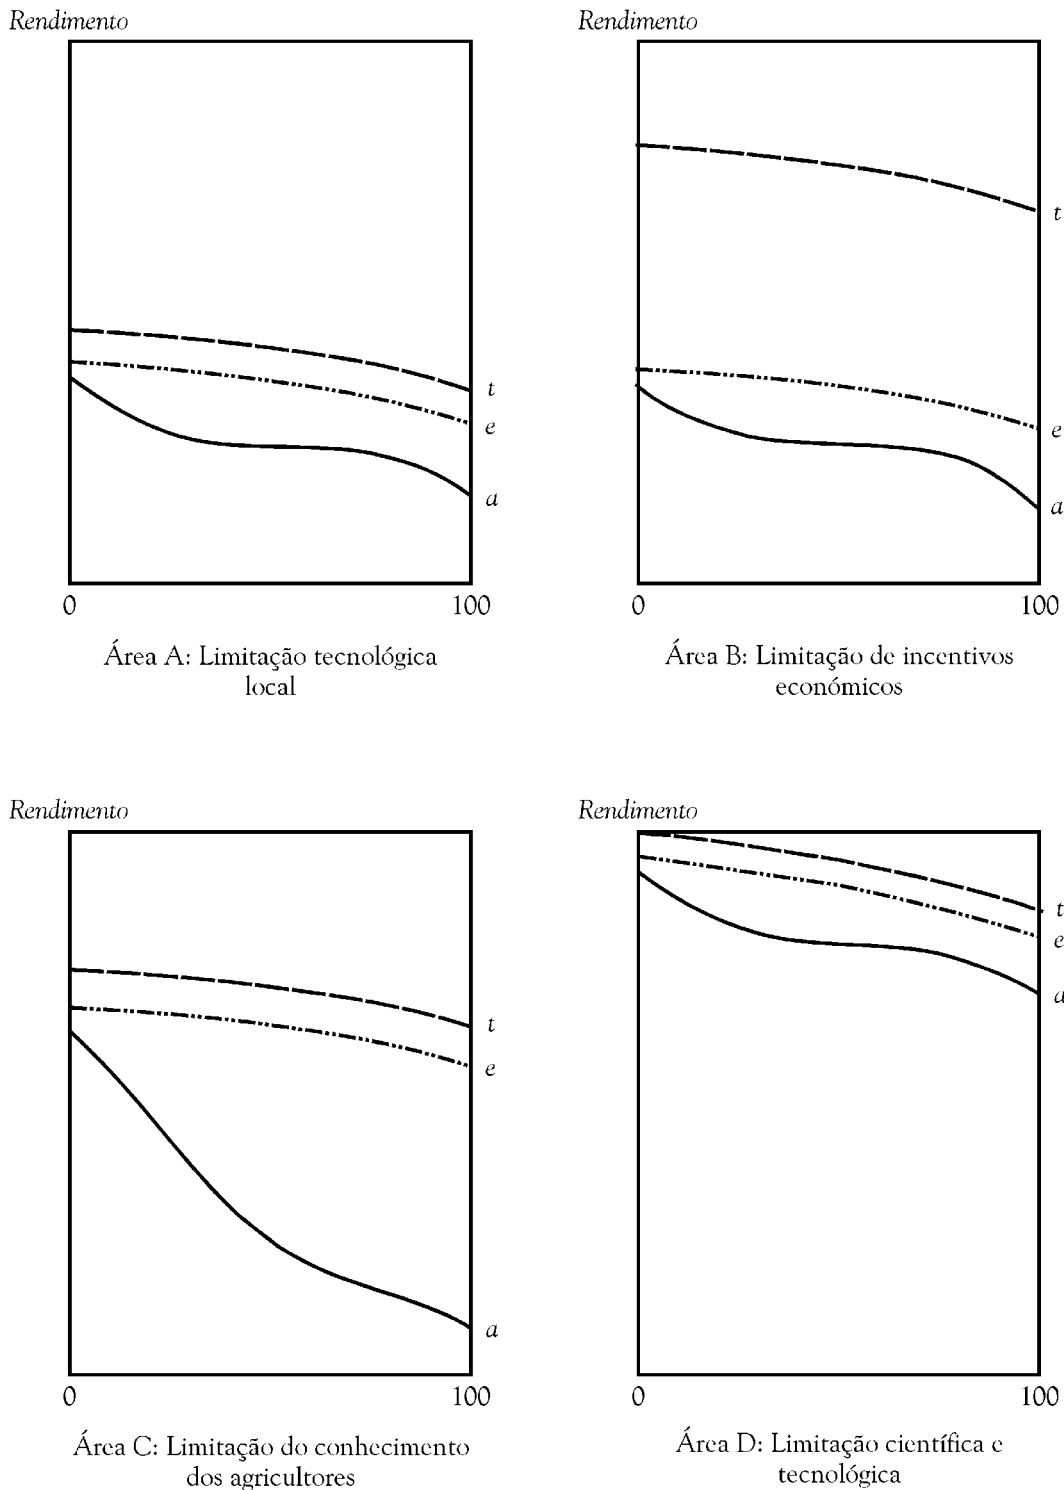 Rendimento
t
e
a
0 100
Área A: Limitação tecnológica
local
Rendimento
t
e
a
0 100
Área B: Limitação de incentivos
económicos
Rendimento
t
e
a
0 100
Área C: Limitação do conhecimento
dos agricultores
Rendimento
t
e
a
0 100
Área D: Limitação científica e
tecnológica